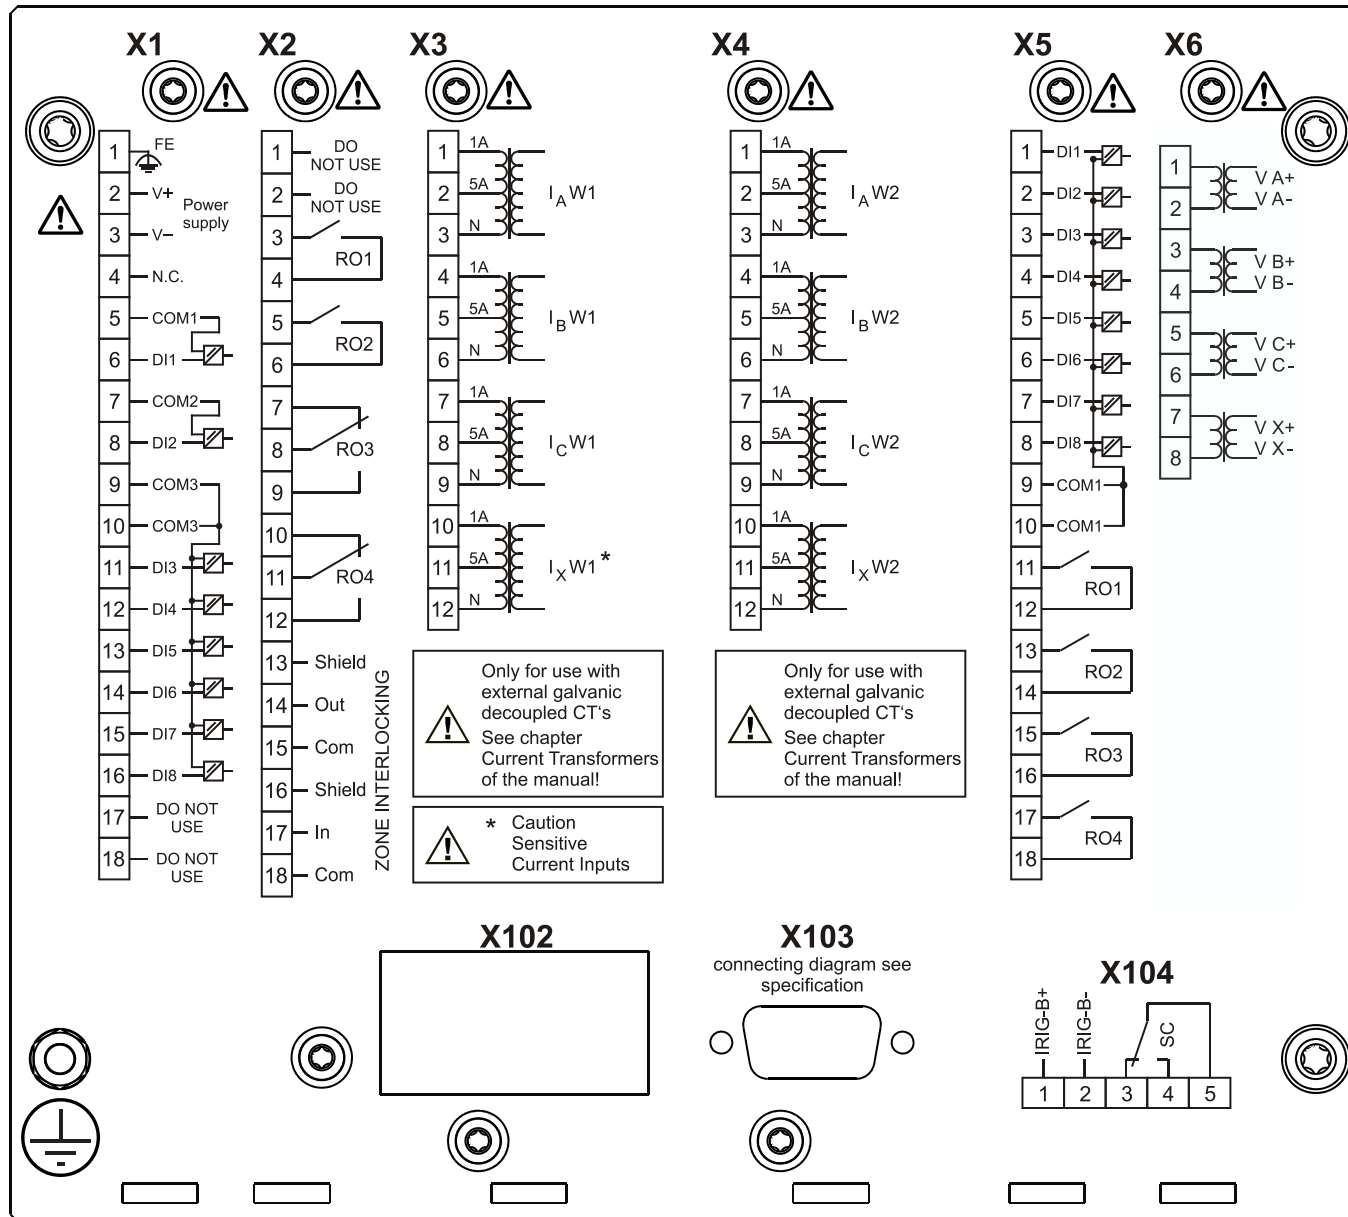 X1
X2
X3
X4
X5
X6
1 FE
2 V+ Power
supply
3 V–
4 N.C.
5 COM1
6 DI1
7 COM2
8 DI2
9 COM3
10 COM3
11 DI3
12 DI4
13 DI5
14 DI6
15 DI7
16 DI8
17 DO NOT
USE
18 DO NOT
USE
1 DO
NOT USE
2 DO
NOT USE
3
RO1
4
5
RO2
6
7
8 RO3
9
10
11 RO4
12
13 Shield
14 Out
15 Com
16 Shield
17 In
18 Com
ZONE INTERLOCKING
1 1A
2 5A IA W1
3 N
4 1A
5 5A IB W1
6 N
7 1A
8 5A IC W1
9 N
10 1A
11 5A IX W1 *
12 N
Only for use with
external galvanic
decoupled CT‘s
See chapter
Current Transformers
of the manual!
* Caution
Sensitive
Current Inputs
1 1A
2 5A IA W2
3 N
4 1A
5 5A IB W2
6 N
7 1A
8 5A IC W2
9 N
10 1A
11 5A IX W2
12 N
Only for use with
external galvanic
decoupled CT‘s
See chapter
Current Transformers
of the manual!
1 DI1
2 DI2
3 DI3
4 DI4
5 DI5
6 DI6
7 DI7
8 DI8
9 COM1
10 COM1
11
RO1
12
13
RO2
14
15
RO3
16
17
RO4
18
1 V A+
2 V A-
3 V B+
4 V B-
5 V C+
6 V C-
7 V X+
8 V X-
X102
X103
connecting diagram see
specification
X104
IRIG-B+
IRIG-B-
SC
1 2 3 4 5